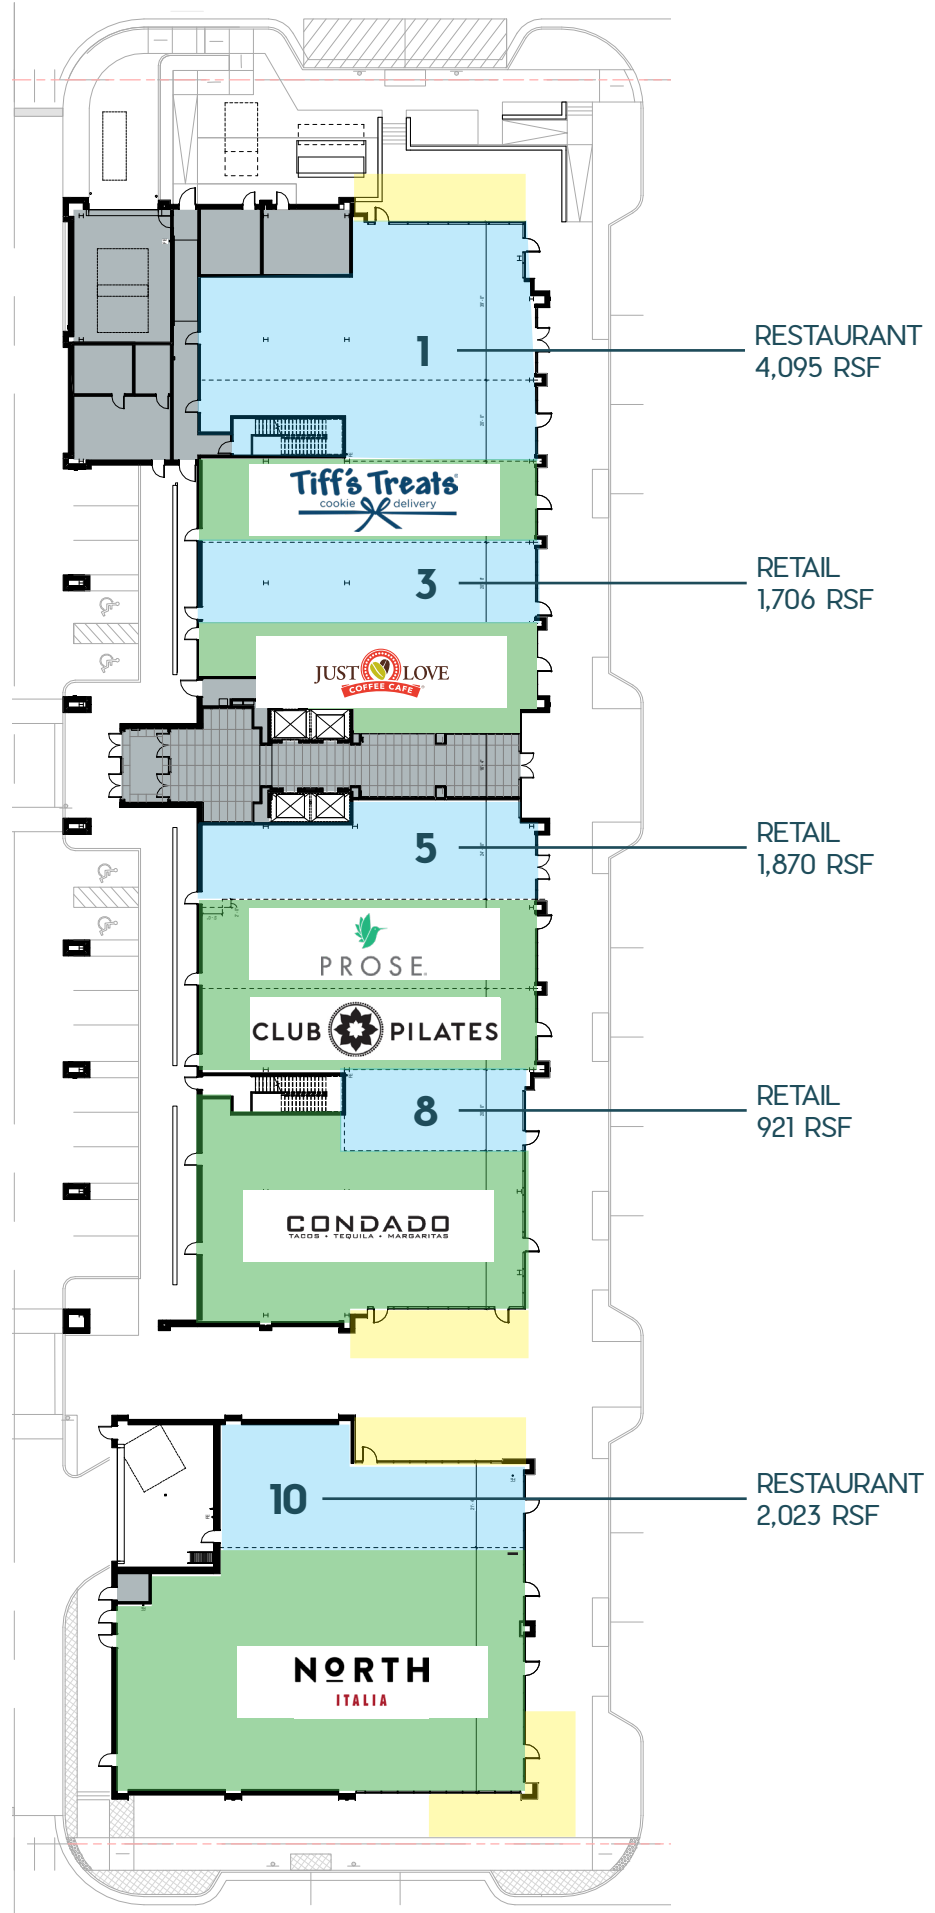 1
RESTAURANT
4,095 RSF
Tiff's Treats
cookie delivery
3
RETAIL
1,706 RSF
JUST LOVE
COFFEE CAFE
5
RETAIL
1,870 RSF
PROSE
CLUB PILATES
8
RETAIL
921 RSF
CONDADO
TACOS • TEQUILA • MARGARITAS
10
RESTAURANT
2,023 RSF
NORTH
ITALIA